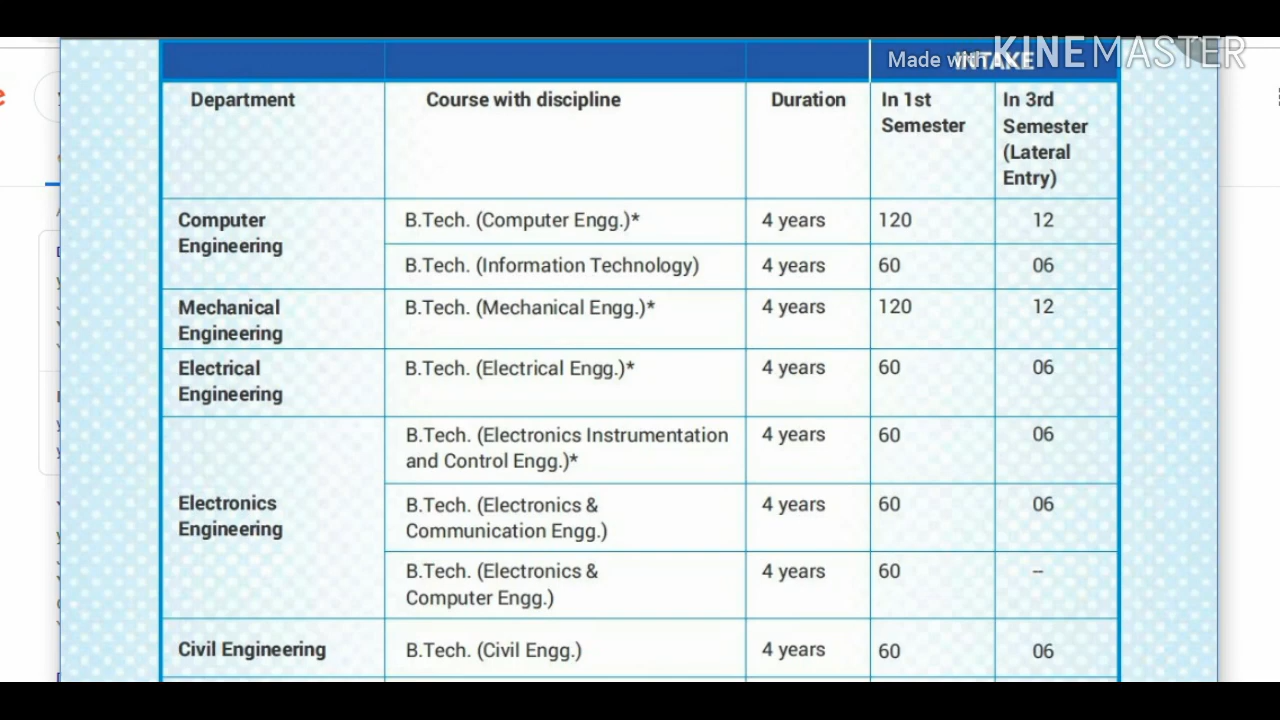 Made with KINEMASTER
INTAKE
Department Course with discipline Duration In 1st In 3rd
Semester Semester
(Lateral
Entry)
Computer B.Tech. (Computer Engg.)* 4 years 120 12
Engineering
B.Tech. (Information Technology) 4 years 60 06
Mechanical B.Tech. (Mechanical Engg.)* 4 years 120 12
Engineering
Electrical B.Tech. (Electrical Engg.)* 4 years 60 06
Engineering
B.Tech. (Electronics Instrumentation 4 years 60 06
and Control Engg.)*
Electronics B.Tech. (Electronics & 4 years 60 06
Engineering Communication Engg.)
B.Tech. (Electronics & 4 years 60 --
Computer Engg.)
Civil Engineering B.Tech. (Civil Engg.) 4 years 60 06